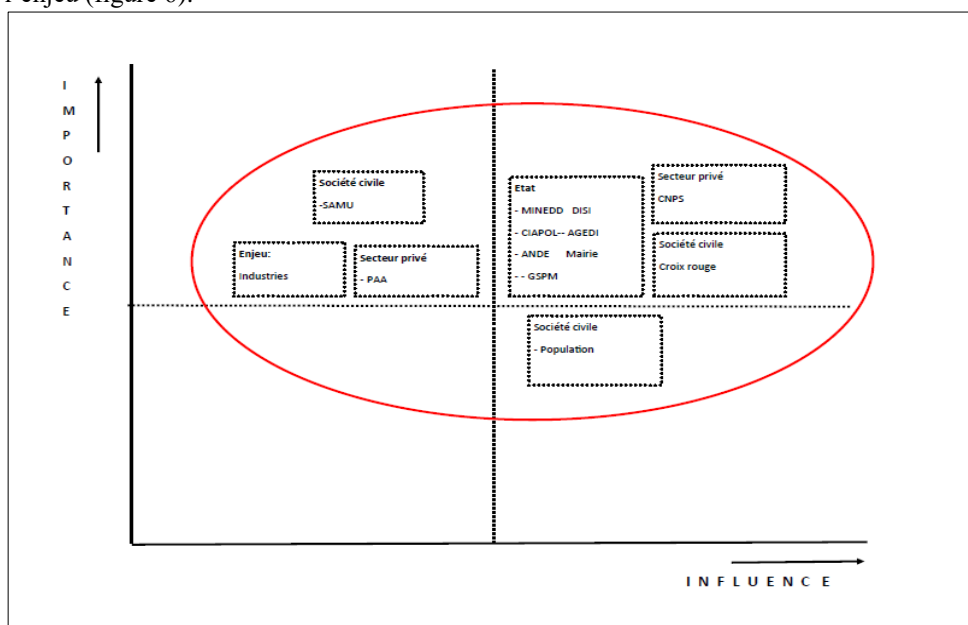 l'enjeu (figure 6).
I
M
P
O
R
T
A
N
C
E
Société civile
-SAMU
Enjeu:
Industries
Secteur privé
- PAA
Etat
- MINEDD DISI
- CIAPOL-- AGEDI
- ANDE Mairie
- - GSPM
Secteur privé
CNPS
Société civile
Croix rouge
Société civile
- Population
I N F L U E N C E